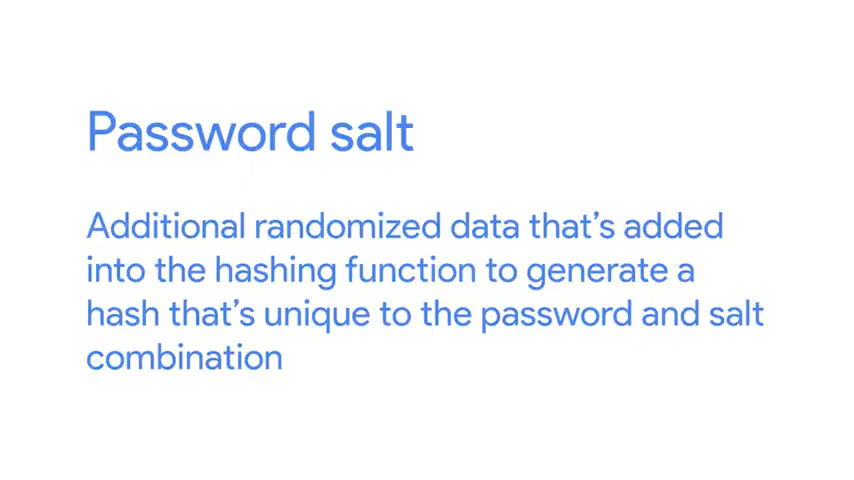 Password salt
Additional randomized data that’s added
into the hashing function to generate a
hash that’s unique to the password and salt
combination